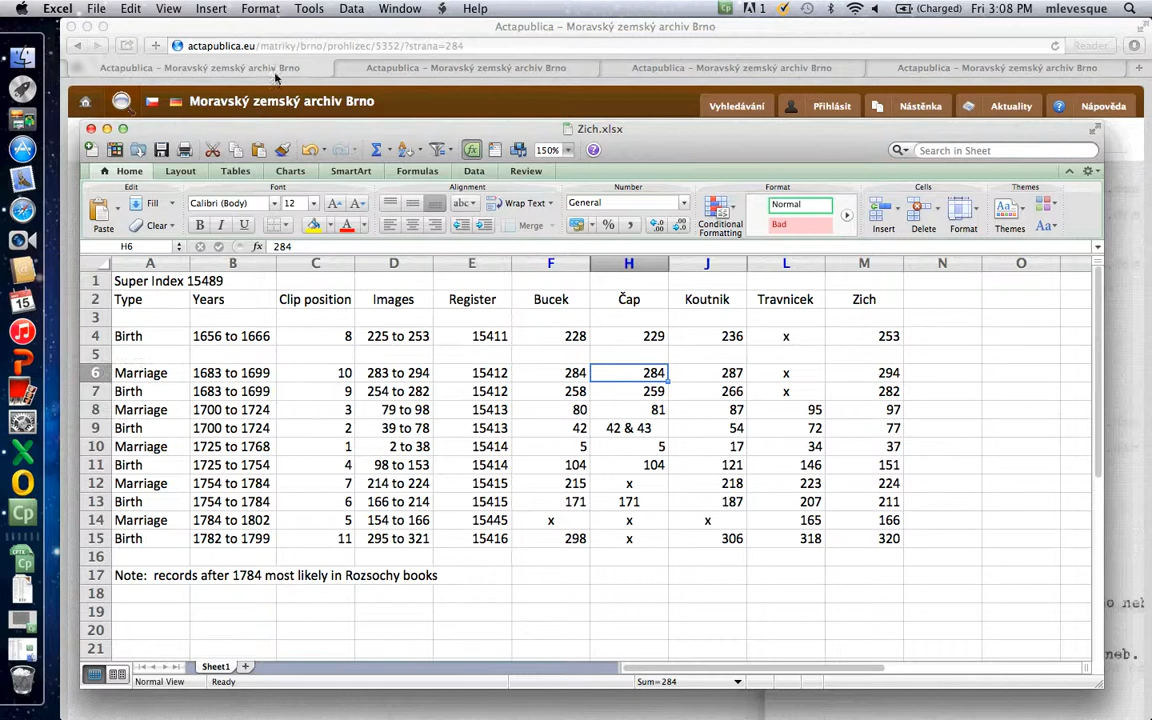 Excel File Edit View Insert Format Tools Data Window Help 1 (Charged) Fri 3:08 PM mlevesque
Actapublica – Moravský zemský archiv Brno
actapublica.eu/matriky/brno/prohlizec/5352/?strana=284 Reader
Actapublica – Moravský zemský archiv Brno Actapublica – Moravský zemský archiv Brno Actapublica – Moravský zemský archiv Brno Actapublica – Moravský zemský archiv Brno
Moravský zemský archiv Brno Vyhledávání Přihlásit Nástěnka Aktuality Nápověda
Zich.xlsx
150% Search in Sheet
Home Layout Tables Charts SmartArt Formulas Data Review
Edit Font Alignment Number Format Cells Themes
Paste Fill Calibri (Body) 12 abc Wrap Text General Conditional Formatting Normal Insert Delete Format Themes Aa
Clear B I U A Merge % Bad
H6 fx 284
A B C D E F H J L M N O
1 Super Index 15489
2 Type Years Clip position Images Register Bucek Čap Koutnik Travnicek Zich
3
4 Birth 1656 to 1666 8 225 to 253 15411 228 229 236 x 253
5
6 Marriage 1683 to 1699 10 283 to 294 15412 284 284 287 x 294
7 Birth 1683 to 1699 9 254 to 282 15412 258 259 266 x 282
8 Marriage 1700 to 1724 3 79 to 98 15413 80 81 87 95 97
9 Birth 1700 to 1724 2 39 to 78 15413 42 42 & 43 54 72 77
10 Marriage 1725 to 1768 1 2 to 38 15414 5 5 17 34 37
11 Birth 1725 to 1754 4 98 to 153 15414 104 104 121 146 151
12 Marriage 1754 to 1784 7 214 to 224 15415 215 x 218 223 224
13 Birth 1754 to 1784 6 166 to 214 15415 171 171 187 207 211
14 Marriage 1784 to 1802 5 154 to 166 15445 x x x 165 166
15 Birth 1782 to 1799 11 295 to 321 15416 298 x 306 318 320
16
17 Note: records after 1784 most likely in Rozsochy books
18
19
20
21
Sheet1
Normal View Ready Sum=284